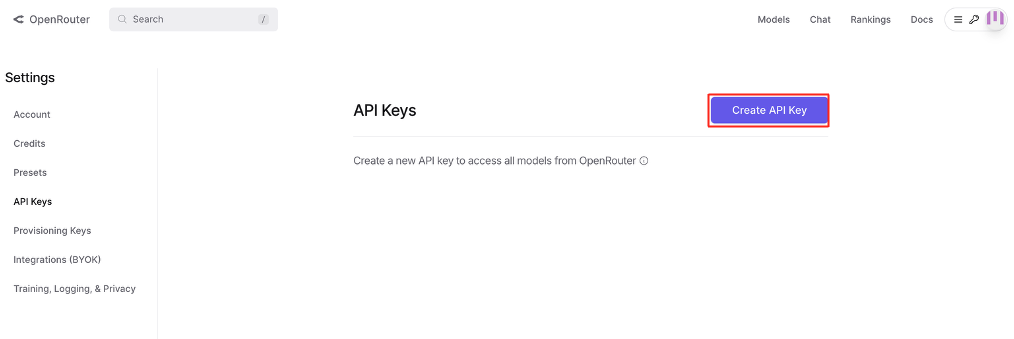 OpenRouter
Search
/
Models
Chat
Rankings
Docs
Settings
Account
Credits
Presets
API Keys
Provisioning Keys
Integrations (BYOK)
Training, Logging, & Privacy
API Keys
Create API Key
Create a new API key to access all models from OpenRouter